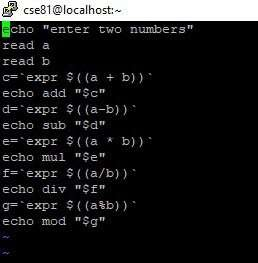 cse81@localhost:~
echo "enter two numbers"
read a
read b
c=`expr $((a + b))`
echo add "$c"
d=`expr $((a-b))`
echo sub "$d"
e=`expr $((a * b))`
echo mul "$e"
f=`expr $((a/b))`
echo div "$f"
g=`expr $((a%b))`
echo mod "$g"
~
~